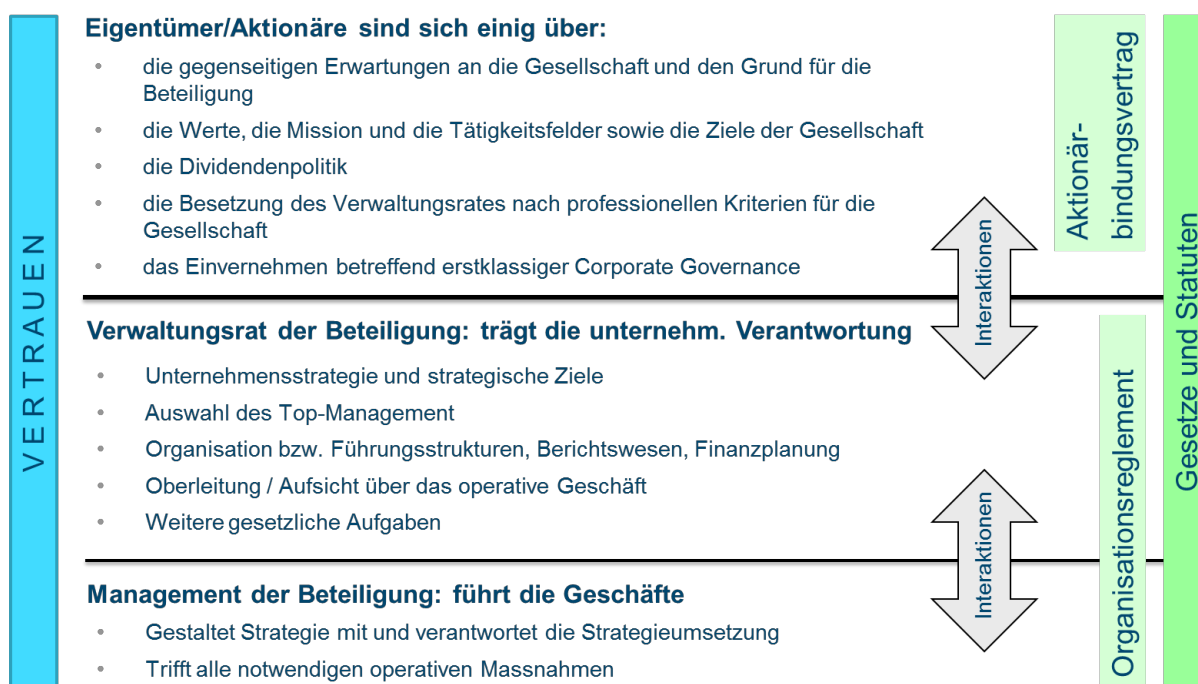 VERTRAUEN
Eigentümer/Aktionäre sind sich einig über:
• die gegenseitigen Erwartungen an die Gesellschaft und den Grund für die
Beteiligung
• die Werte, die Mission und die Tätigkeitsfelder sowie die Ziele der Gesellschaft
• die Dividendenpolitik
• die Besetzung des Verwaltungsrates nach professionellen Kriterien für die
Gesellschaft
• das Einvernehmen betreffend erstklassiger Corporate Governance
Interaktionen
Aktionär-
bindungsvertrag
Verwaltungsrat der Beteiligung: trägt die unternehm. Verantwortung
• Unternehmensstrategie und strategische Ziele
• Auswahl des Top-Management
• Organisation bzw. Führungsstrukturen, Berichtswesen, Finanzplanung
• Oberleitung / Aufsicht über das operative Geschäft
• Weitere gesetzliche Aufgaben
Interaktionen
Management der Beteiligung: führt die Geschäfte
• Gestaltet Strategie mit und verantwortet die Strategieumsetzung
• Trifft alle notwendigen operativen Massnahmen
Organisationsreglement
Gesetze und Statuten